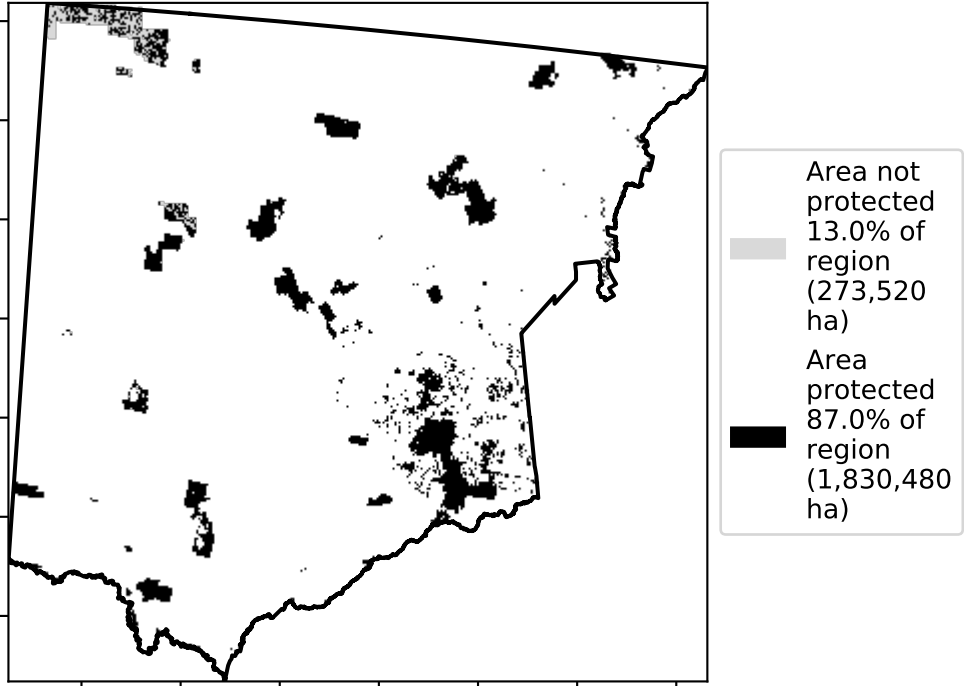 Area not
protected
13.0% of
region
(273,520
ha)
Area
protected
87.0% of
region
(1,830,480
ha)